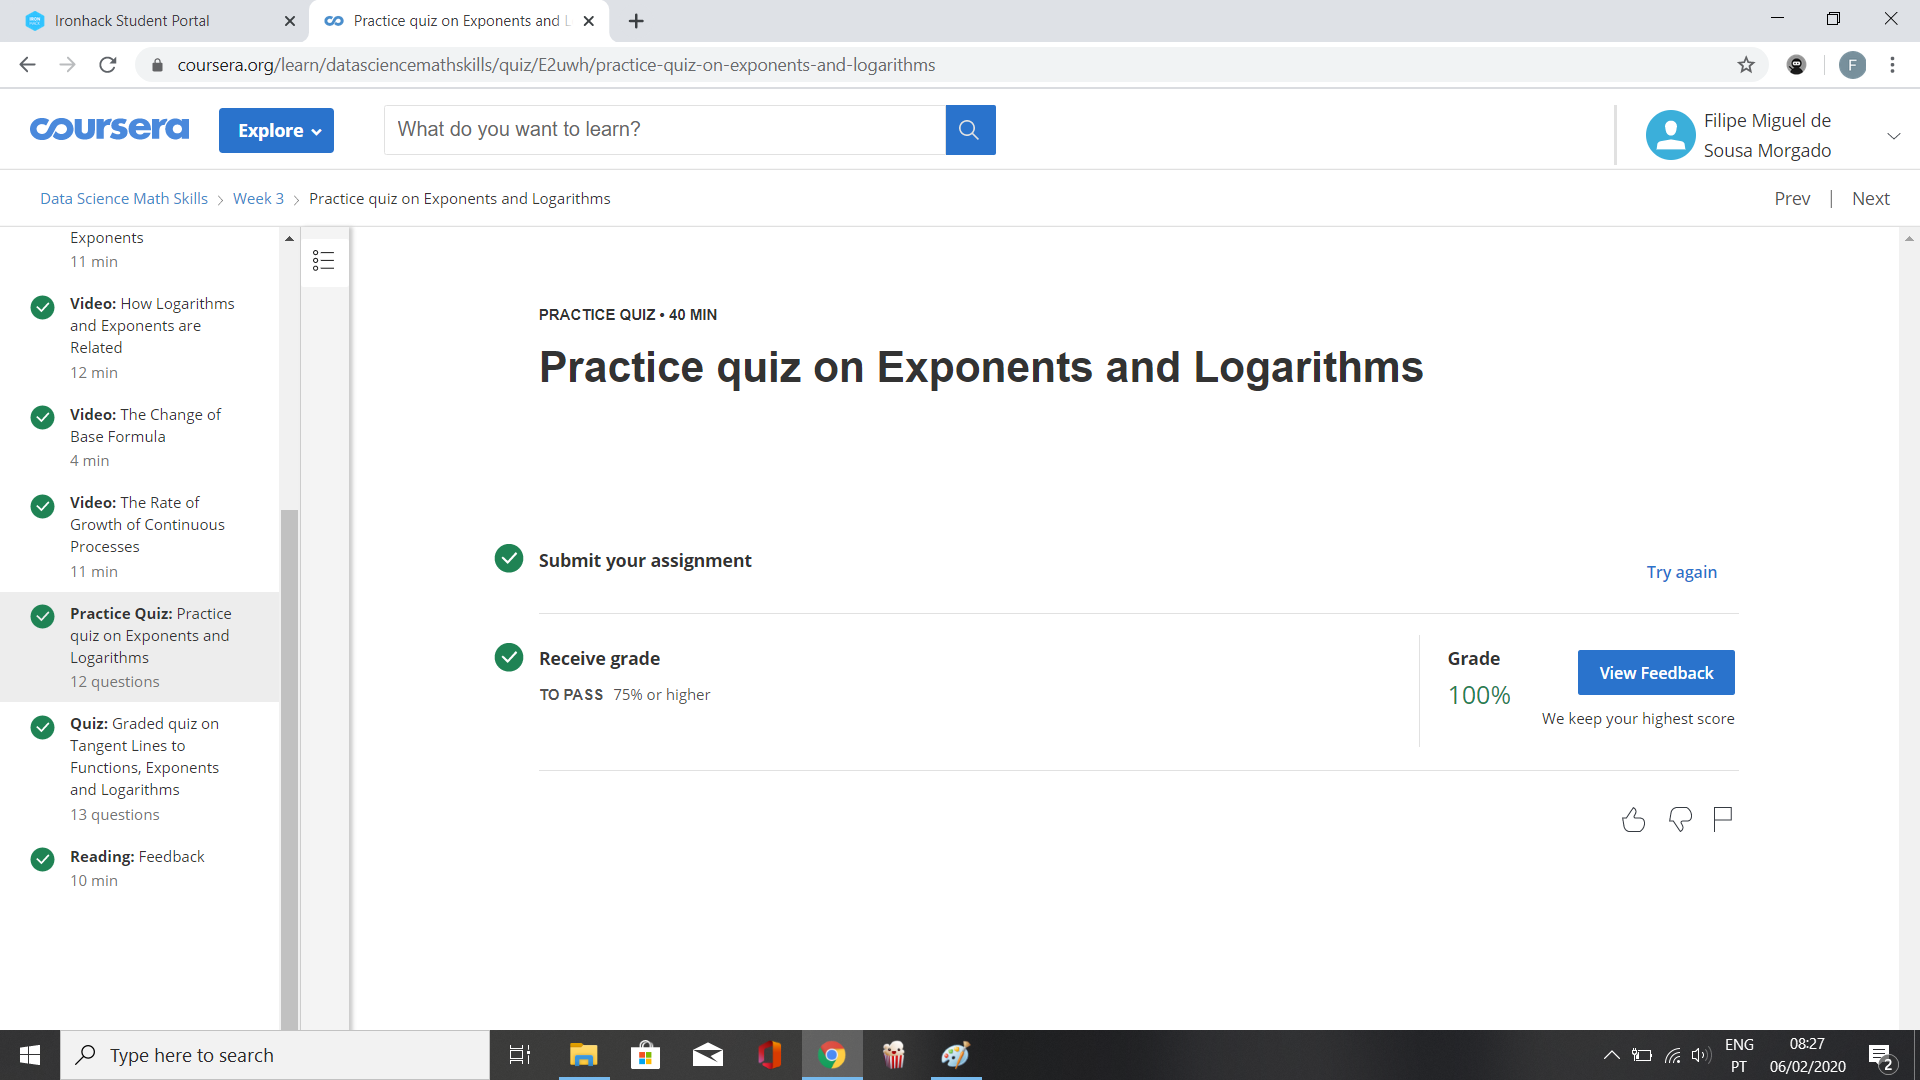 Ironhack Student Portal
Practice quiz on Exponents and L
coursera.org/learn/datasciencemathskills/quiz/E2uwh/practice-quiz-on-exponents-and-logarithms
F
coursera
Explore
What do you want to learn?
Filipe Miguel de
Sousa Morgado
Data Science Math Skills > Week 3 > Practice quiz on Exponents and Logarithms
Prev | Next
Exponents
11 min
Video: How Logarithms
and Exponents are
Related
12 min
Video: The Change of
Base Formula
4 min
Video: The Rate of
Growth of Continuous
Processes
11 min
Practice Quiz: Practice
quiz on Exponents and
Logarithms
12 questions
Quiz: Graded quiz on
Tangent Lines to
Functions, Exponents
and Logarithms
13 questions
Reading: Feedback
10 min
PRACTICE QUIZ • 40 MIN
Practice quiz on Exponents and Logarithms
Submit your assignment
Try again
Receive grade
TO PASS 75% or higher
Grade
100%
View Feedback
We keep your highest score
Type here to search
ENG
PT
08:27
06/02/2020
2